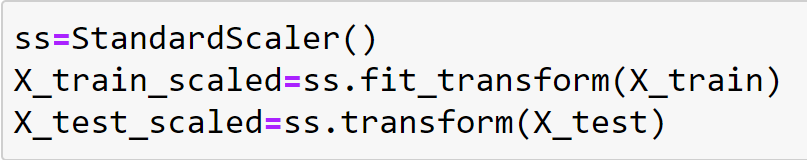 ss=StandardScaler()
X_train_scaled=ss.fit_transform(X_train)
X_test_scaled=ss.transform(X_test)